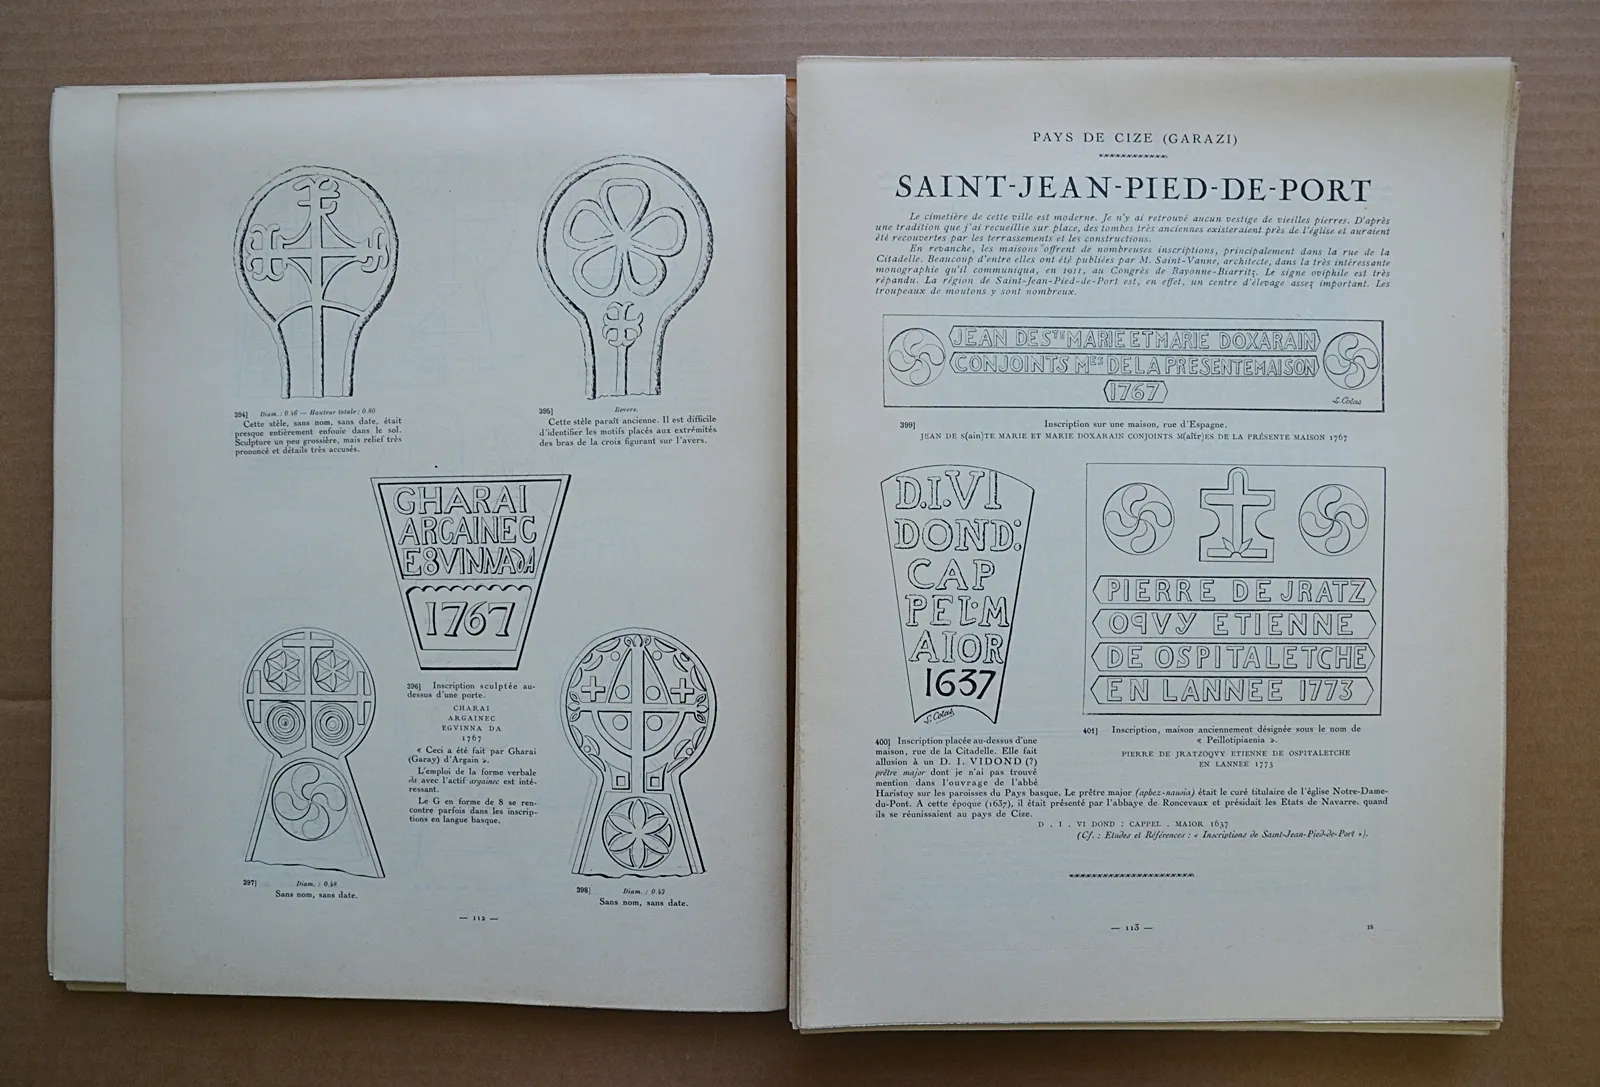 394] Diam. : 0.46 — Hauteur totale : 0.80
Cette stèle, sans nom, sans date, était
presque entièrement enfouie dans le sol.
Sculpture un peu grossière, mais relief très
prononcé et détails très accusés.
395] Revers.
Cette stèle paraît ancienne. Il est difficile
d'identifier les motifs placés aux extrémités
des bras de la croix figurant sur l'avers.
GHARAI
ARGAINEC
E8VINNADA
1767
396] Inscription sculptée au-
dessus d'une porte.
CHARAI
ARGAINEC
EGVINNA DA
1767
« Ceci a été fait par Gharai
(Garay) d'Argain ».
L'emploi de la forme verbale
da avec l'actif argainec est inté-
ressant.
Le G en forme de 8 se ren-
contre parfois dans les inscrip-
tions en langue basque.
397] Diam. : 0.48
Sans nom, sans date.
398] Diam. : 0.42
Sans nom, sans date.
— 112 —
PAYS DE CIZE (GARAZI)
SAINT-JEAN-PIED-DE-PORT
Le cimetière de cette ville est moderne. Je n'y ai retrouvé aucun vestige de vieilles pierres. D'après
une tradition que j'ai recueillie sur place, des tombes très anciennes existeraient près de l'église et auraient
été recouvertes par les terrassements et les constructions.
En revanche, les maisons offrent de nombreuses inscriptions, principalement dans la rue de la
Citadelle. Beaucoup d'entre elles ont été publiées par M. Saint-Vanne, architecte, dans la très intéressante
monographie qu'il communiqua, en 1911, au Congrès de Bayonne-Biarritz. Le signe oviphile est très
répandu. La région de Saint-Jean-Pied-de-Port est, en effet, un centre d'élevage assez important. Les
troupeaux de moutons y sont nombreux.
JEAN DE STE MARIE ET MARIE DOXARAIN
CONJOINTS MES DE LA PRESENTE MAISON
1767
L. Colas
399] Inscription sur une maison, rue d'Espagne.
JEAN DE S(ain)TE MARIE ET MARIE DOXARAIN CONJOINTS M(aîtr)ES DE LA PRÉSENTE MAISON 1767
D.I.VI
DOND:
CAP
PEL·M
AIOR
1637
L. Colas
400] Inscription placée au-dessus d'une
maison, rue de la Citadelle. Elle fait
allusion à un D. I. VIDOND (?)
prêtre major dont je n'ai pas trouvé
mention dans l'ouvrage de l'abbé
Haristoy sur les paroisses du Pays basque. Le prêtre major (aphez-nausia) était le curé titulaire de l'église Notre-Dame-
du-Pont. A cette époque (1637), il était présenté par l'abbaye de Roncevaux et présidait les Etats de Navarre, quand
ils se réunissaient au pays de Cize.
D . I . VI DOND : CAPPEL . MAIOR 1637
(Cf. : Etudes et Références : « Inscriptions de Saint-Jean-Pied-de-Port »).
PIERRE DE JRATZ
OQVY ETIENNE
DE OSPITALETCHE
EN LANNEE 1773
401] Inscription, maison anciennement désignée sous le nom de
« Peillotipiaenia ».
PIERRE DE JRATZOQVY ETIENNE DE OSPITALETCHE
EN LANNEE 1773
— 113 —
15